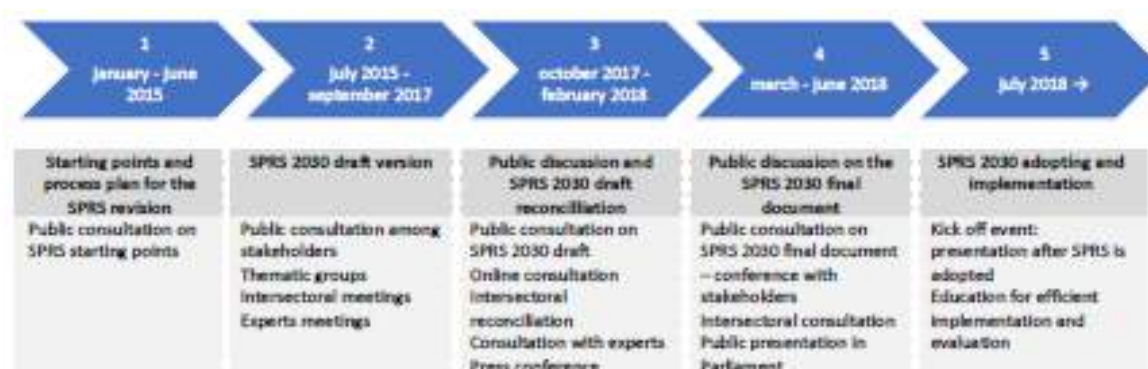 1
january - june
2015
2
july 2015 -
september 2017
3
october 2017 -
february 2018
4
march - june 2018
5
july 2018 →
Starting points and
process plan for the
SPRS revision
Public consultation on
SPRS starting points
SPRS 2030 draft version
Public consultation among
stakeholders
Thematic groups
Intersectoral meetings
Experts meetings
Public discussion and
SPRS 2030 draft
reconcilliation
Public consultation on
SPRS 2030 draft
Online consultation
Intersectoral
reconciliation
Consultation with experts
Press conference
Public discussion on the
SPRS 2030 final
document
Public consultation on
SPRS 2030 final document
– conference with
stakeholders
Intersectoral consultation
Public presentation in
Parliament
SPRS 2030 adopting and
implementation
Kick off event:
presentation after SPRS is
adopted
Education for efficient
implementation and
evaluation